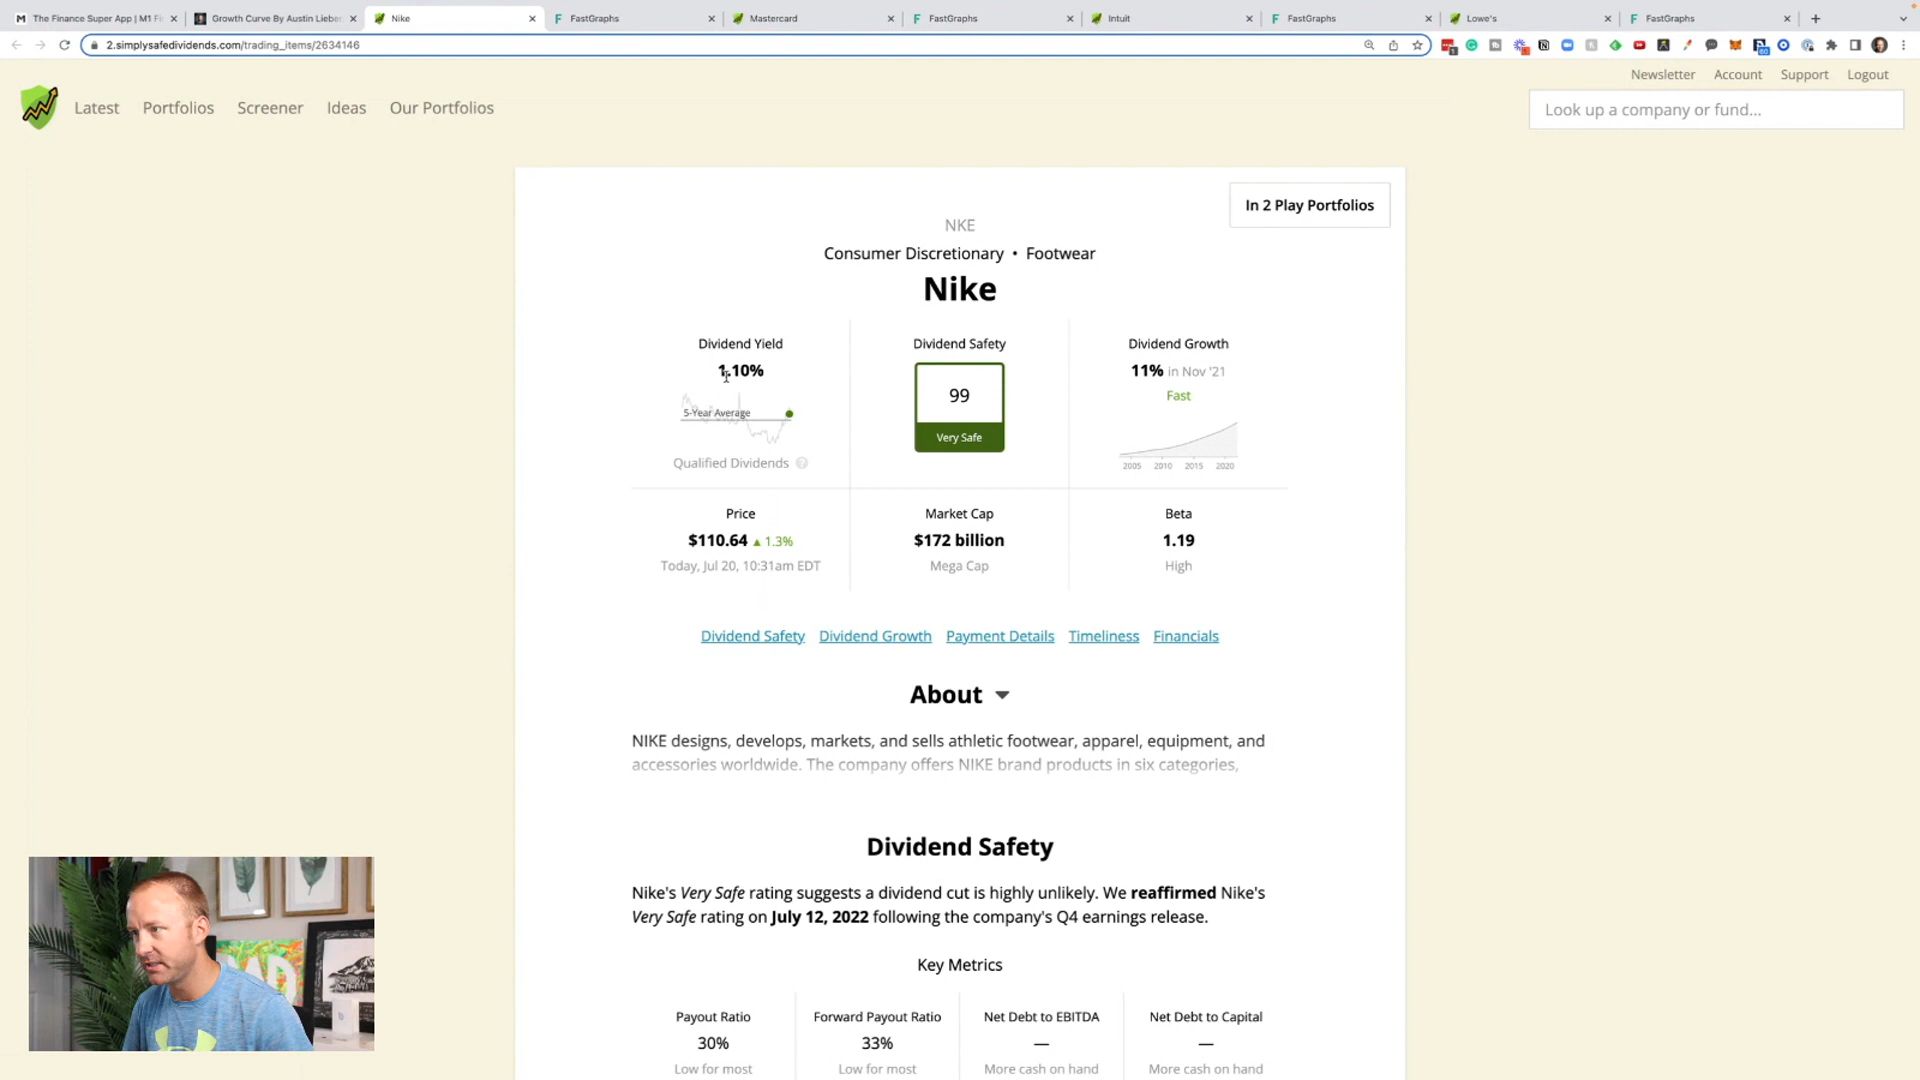 The Finance Super App | M1 Fi
Growth Curve By Austin Lieber
Nike
FastGraphs
Mastercard
FastGraphs
Intuit
FastGraphs
Lowe's
FastGraphs
2.simplysafedividends.com/trading_items/2634146
Newsletter Account Support Logout
Latest Portfolios Screener Ideas Our Portfolios
Look up a company or fund...
In 2 Play Portfolios
NKE
Consumer Discretionary • Footwear
Nike
Dividend Yield
1.10%
5-Year Average
Qualified Dividends ?
Dividend Safety
99
Very Safe
Dividend Growth
11% in Nov '21
Fast
2005 2010 2015 2020
Price
$110.64 ▲ 1.3%
Today, Jul 20, 10:31am EDT
Market Cap
$172 billion
Mega Cap
Beta
1.19
High
Dividend Safety Dividend Growth Payment Details Timeliness Financials
About
NIKE designs, develops, markets, and sells athletic footwear, apparel, equipment, and
accessories worldwide. The company offers NIKE brand products in six categories,
Dividend Safety
Nike's Very Safe rating suggests a dividend cut is highly unlikely. We reaffirmed Nike's
Very Safe rating on July 12, 2022 following the company's Q4 earnings release.
Key Metrics
Payout Ratio
30%
Low for most
Forward Payout Ratio
33%
Low for most
Net Debt to EBITDA
—
More cash on hand
Net Debt to Capital
—
More cash on hand